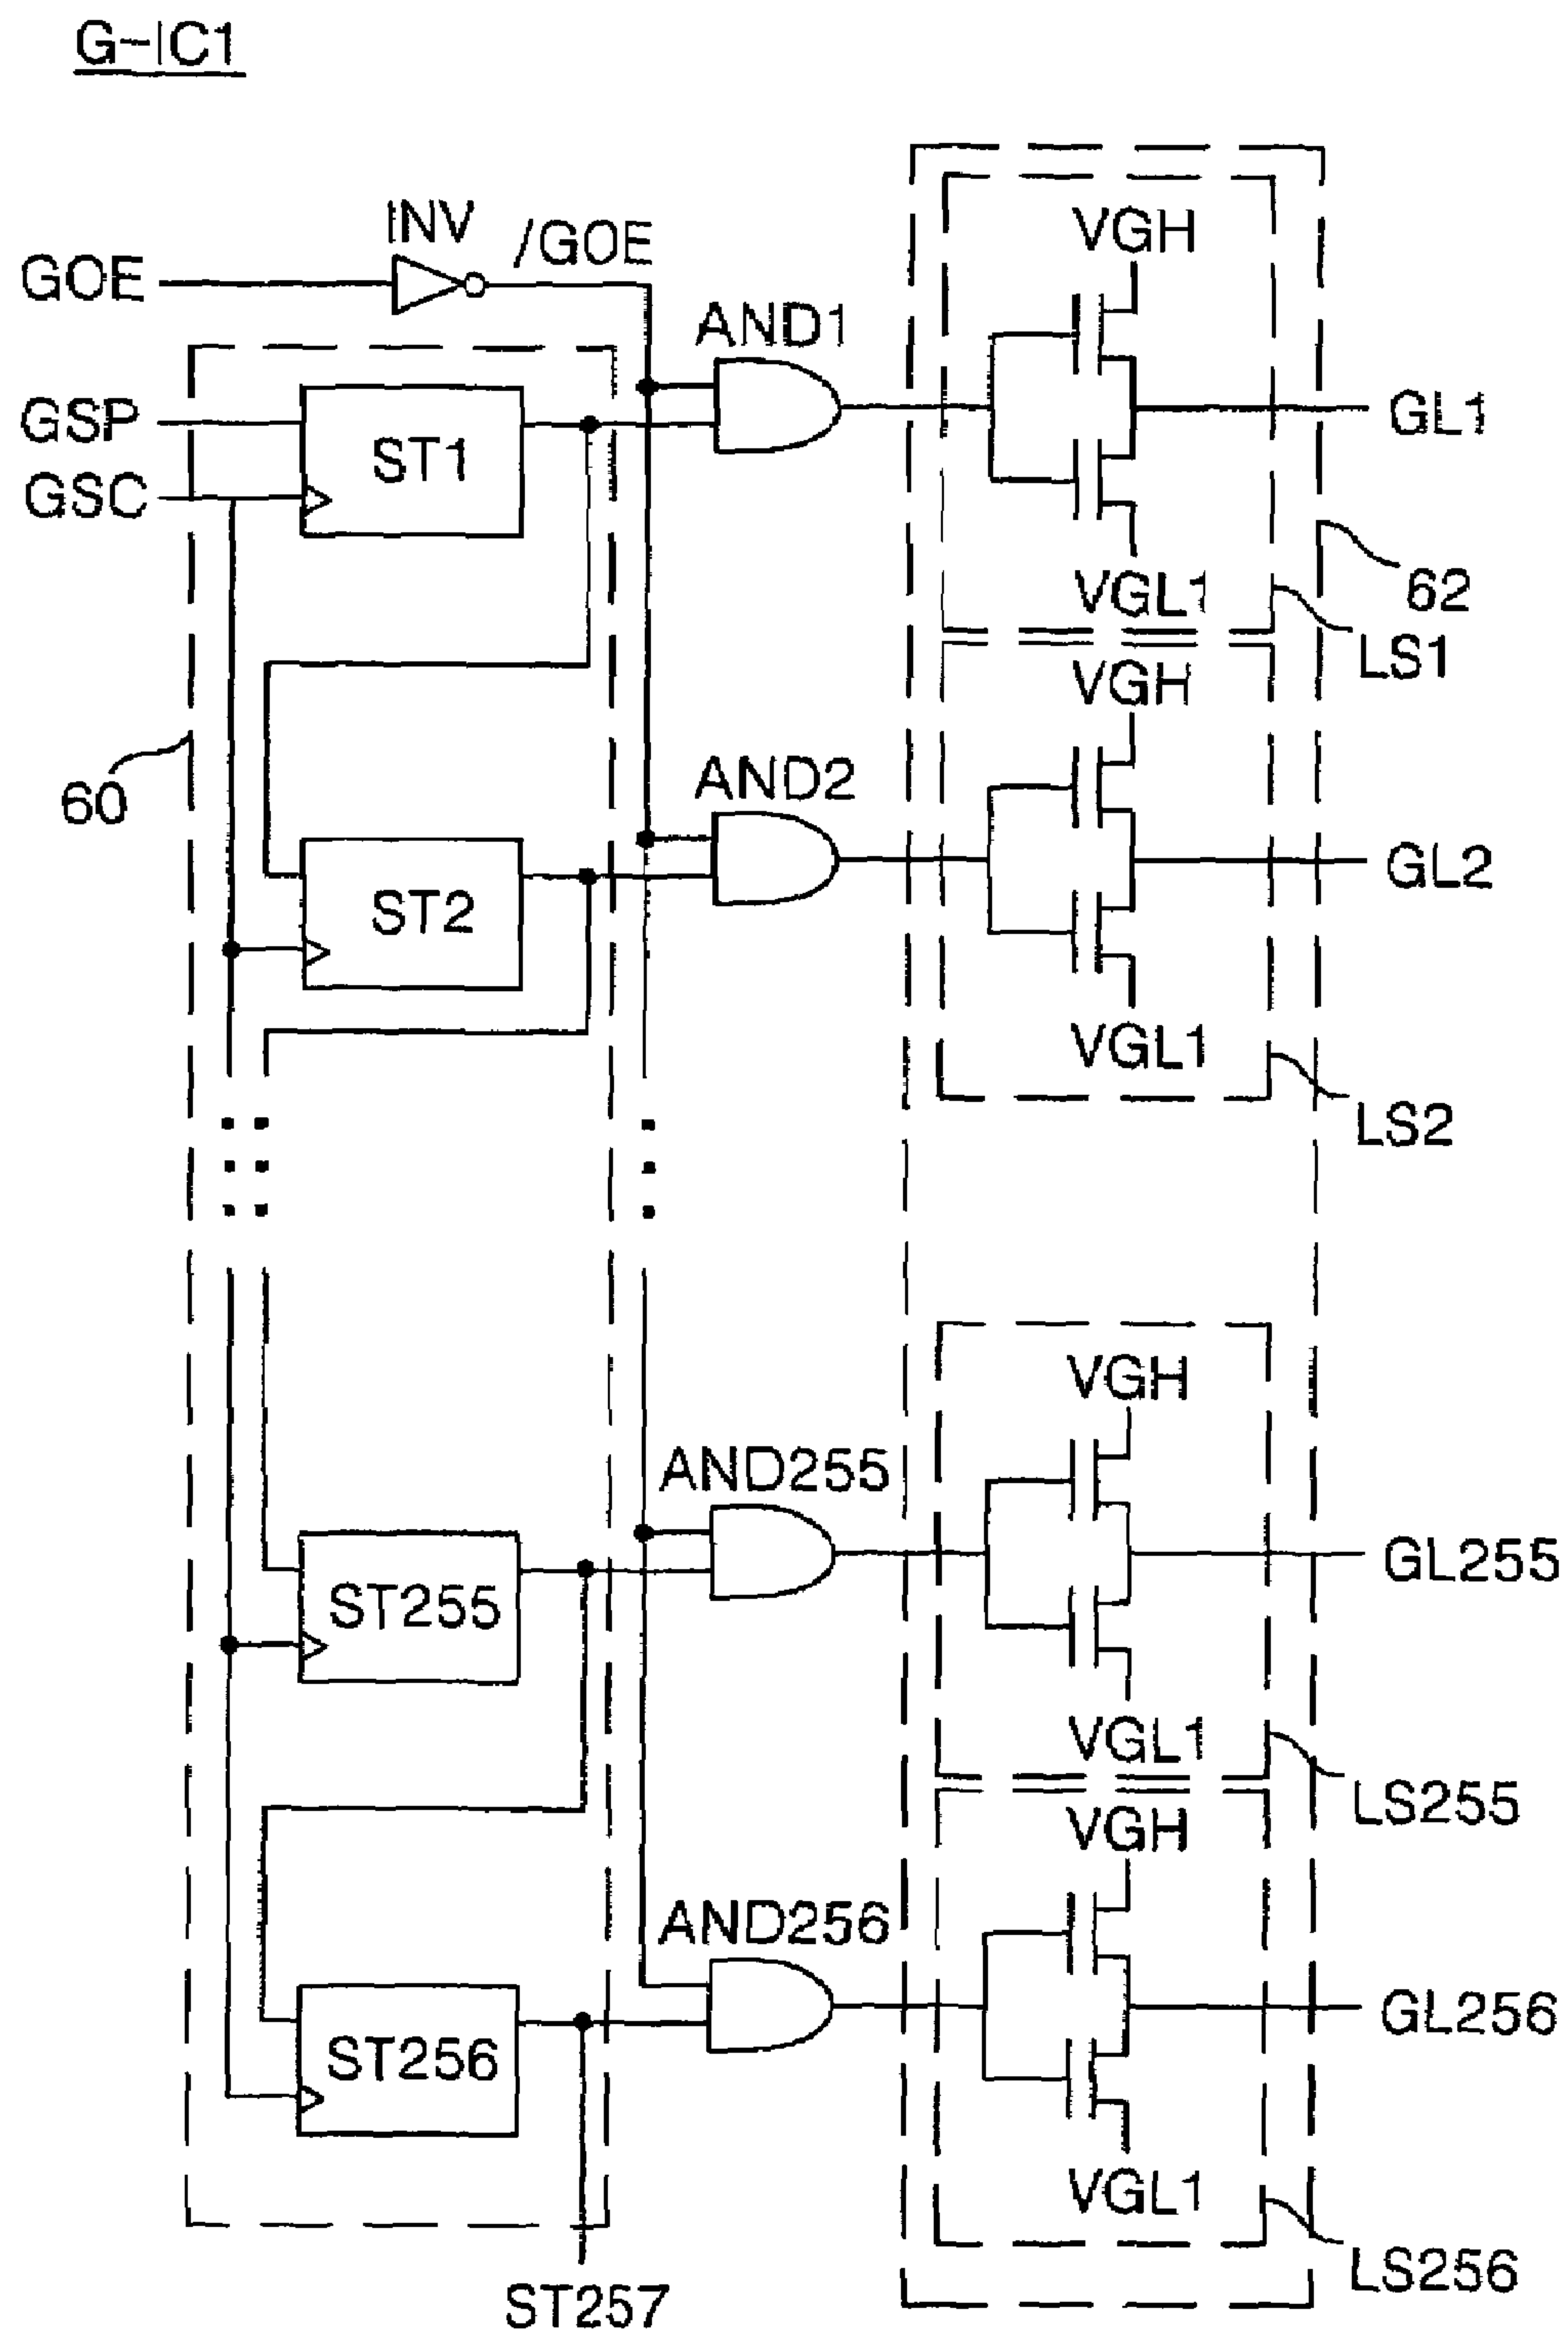 G-IC1
INV
/GOE
GOE
VGH
AND1
GSP
ST1
GL1
GSC
VGL1
62
LS1
VGH
60
AND2
GL2
ST2
VGL1
LS2
VGH
AND255
GL255
ST255
VGL1
LS255
VGH
AND256
GL256
ST256
VGL1
LS256
ST257